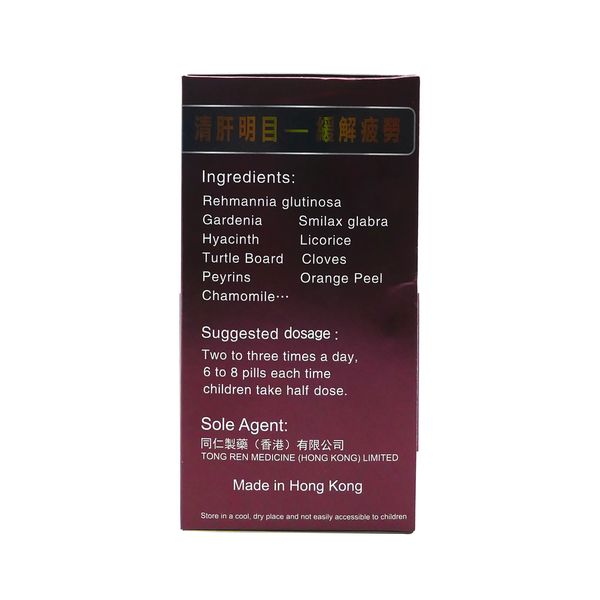 清肝明目 — 緩解疲勞
Ingredients:
Rehmannia glutinosa
Gardenia Smilax glabra
Hyacinth Licorice
Turtle Board Cloves
Peyrins Orange Peel
Chamomile…
Suggested dosage :
Two to three times a day,
6 to 8 pills each time
children take half dose.
Sole Agent:
同仁製藥（香港）有限公司
TONG REN MEDICINE (HONG KONG) LIMITED
Made in Hong Kong
Store in a cool, dry place and not easily accessible to children